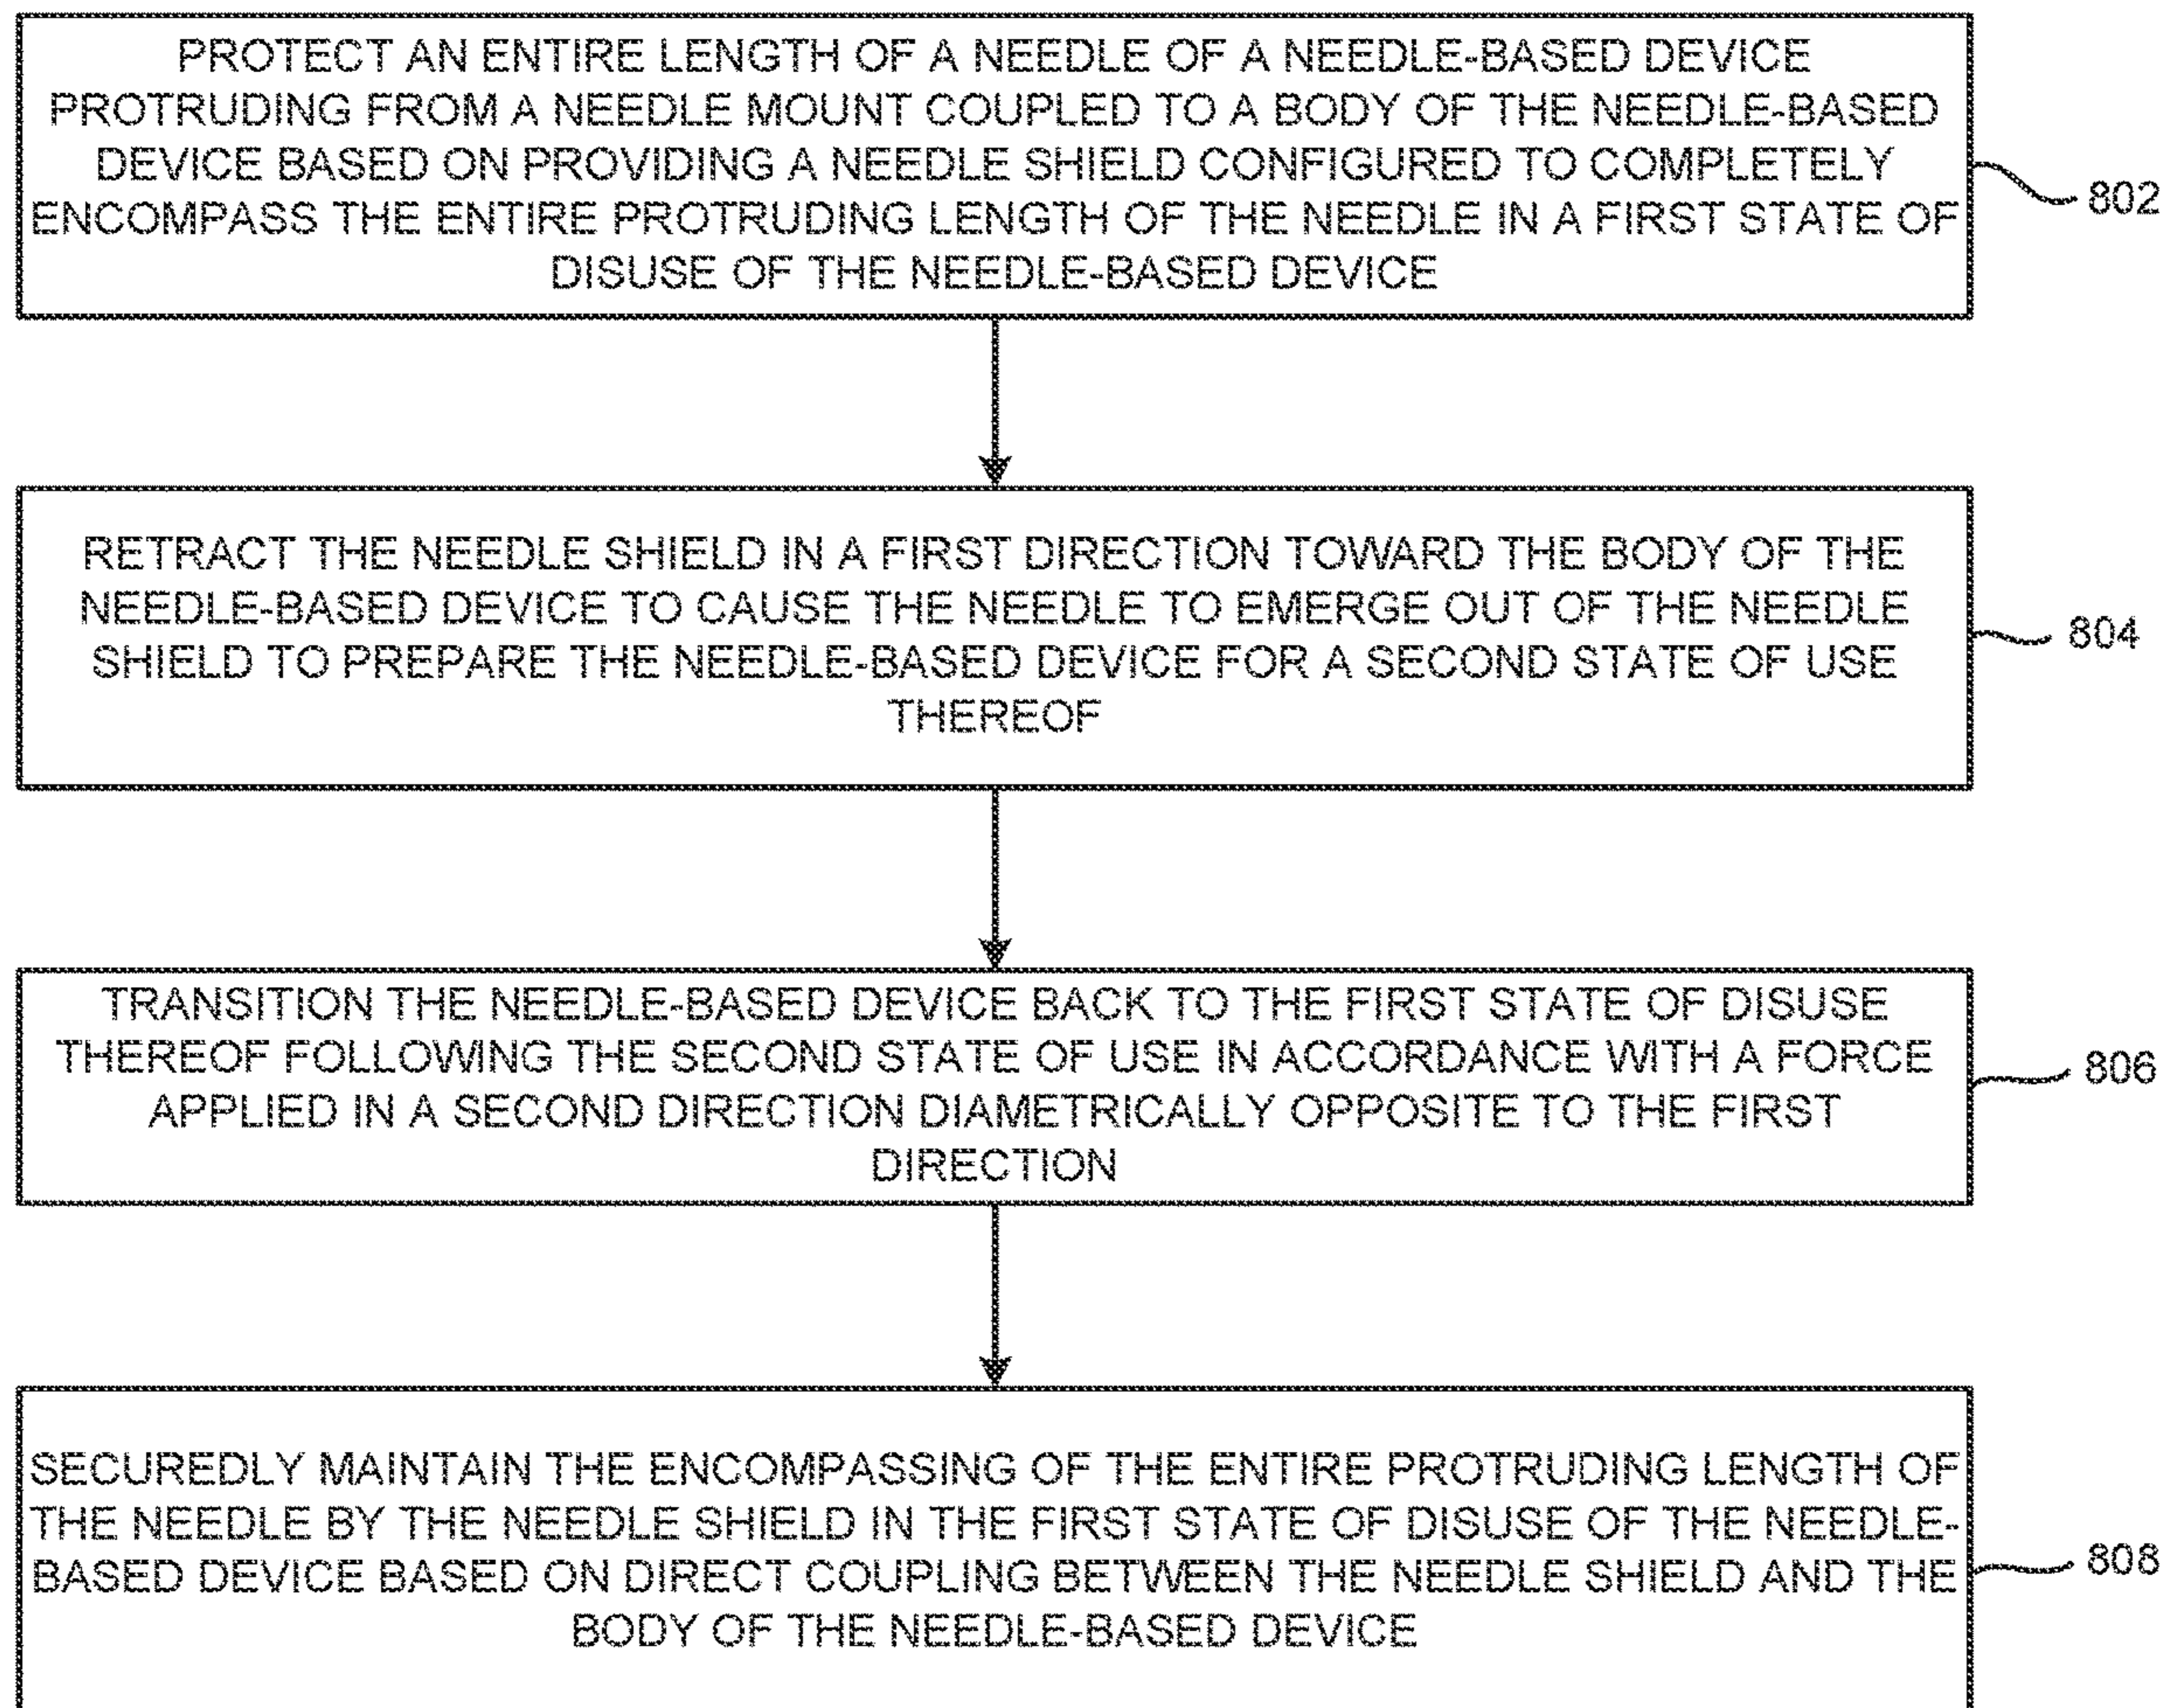 PROTECT AN ENTIRE LENGTH OF A NEEDLE OF A NEEDLE-BASED DEVICE
PROTRUDING FROM A NEEDLE MOUNT COUPLED TO A BODY OF THE NEEDLE-BASED
DEVICE BASED ON PROVIDING A NEEDLE SHIELD CONFIGURED TO COMPLETELY
ENCOMPASS THE ENTIRE PROTRUDING LENGTH OF THE NEEDLE IN A FIRST STATE OF
DISUSE OF THE NEEDLE-BASED DEVICE
802
RETRACT THE NEEDLE SHIELD IN A FIRST DIRECTION TOWARD THE BODY OF THE
NEEDLE-BASED DEVICE TO CAUSE THE NEEDLE TO EMERGE OUT OF THE NEEDLE
SHIELD TO PREPARE THE NEEDLE-BASED DEVICE FOR A SECOND STATE OF USE
THEREOF
804
TRANSITION THE NEEDLE-BASED DEVICE BACK TO THE FIRST STATE OF DISUSE
THEREOF FOLLOWING THE SECOND STATE OF USE IN ACCORDANCE WITH A FORCE
APPLIED IN A SECOND DIRECTION DIAMETRICALLY OPPOSITE TO THE FIRST
DIRECTION
806
SECUREDLY MAINTAIN THE ENCOMPASSING OF THE ENTIRE PROTRUDING LENGTH OF
THE NEEDLE BY THE NEEDLE SHIELD IN THE FIRST STATE OF DISUSE OF THE NEEDLE-
BASED DEVICE BASED ON DIRECT COUPLING BETWEEN THE NEEDLE SHIELD AND THE
BODY OF THE NEEDLE-BASED DEVICE
808